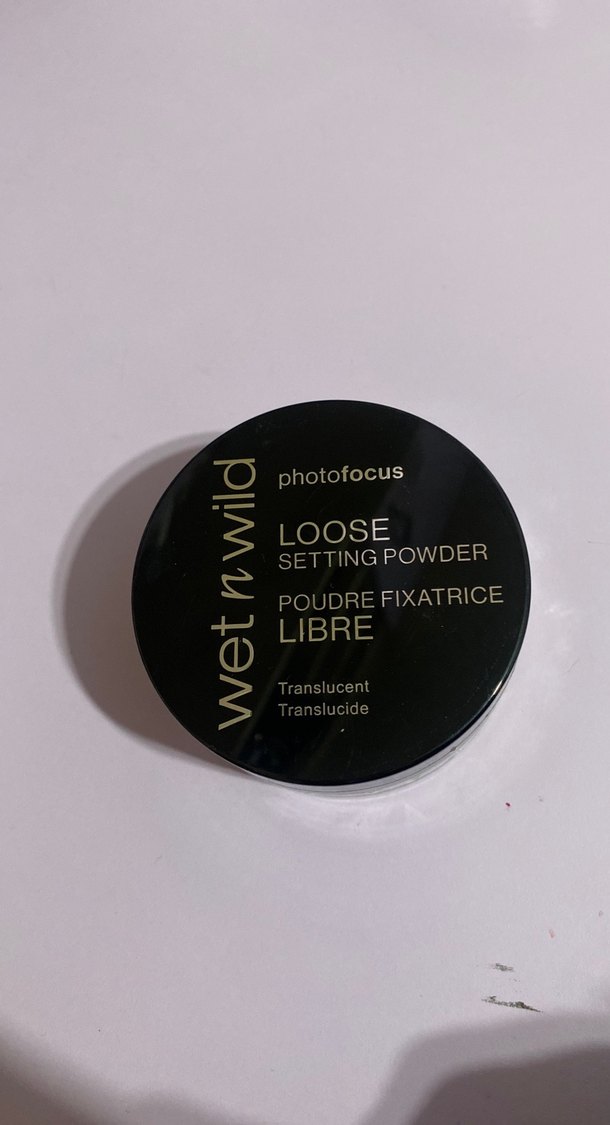 wet n wild
photofocus
LOOSE
SETTING POWDER
POUDRE FIXATRICE
LIBRE
Translucent
Translucide